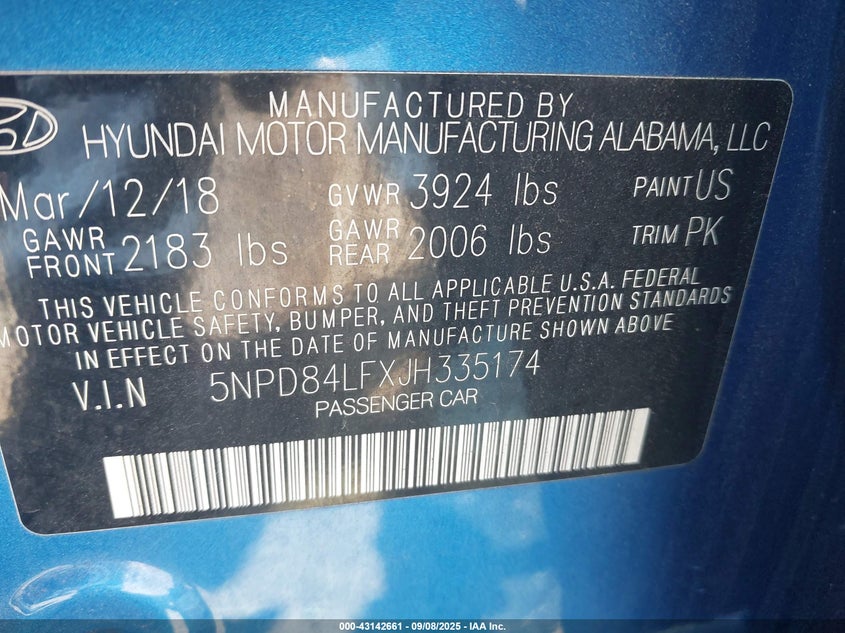 MANUFACTURED BY
HYUNDAI MOTOR MANUFACTURING ALABAMA, LLC
Mar/12/18 GVWR 3924 lbs PAINT US
GAWR FRONT 2183 lbs GAWR REAR 2006 lbs TRIM PK
THIS VEHICLE CONFORMS TO ALL APPLICABLE U.S.A. FEDERAL
MOTOR VEHICLE SAFETY, BUMPER, AND THEFT PREVENTION STANDARDS
IN EFFECT ON THE DATE OF MANUFACTURE SHOWN ABOVE
V.I.N 5NPD84LFXJH335174
PASSENGER CAR
000-43142661 - 09/08/2025 - IAA Inc.